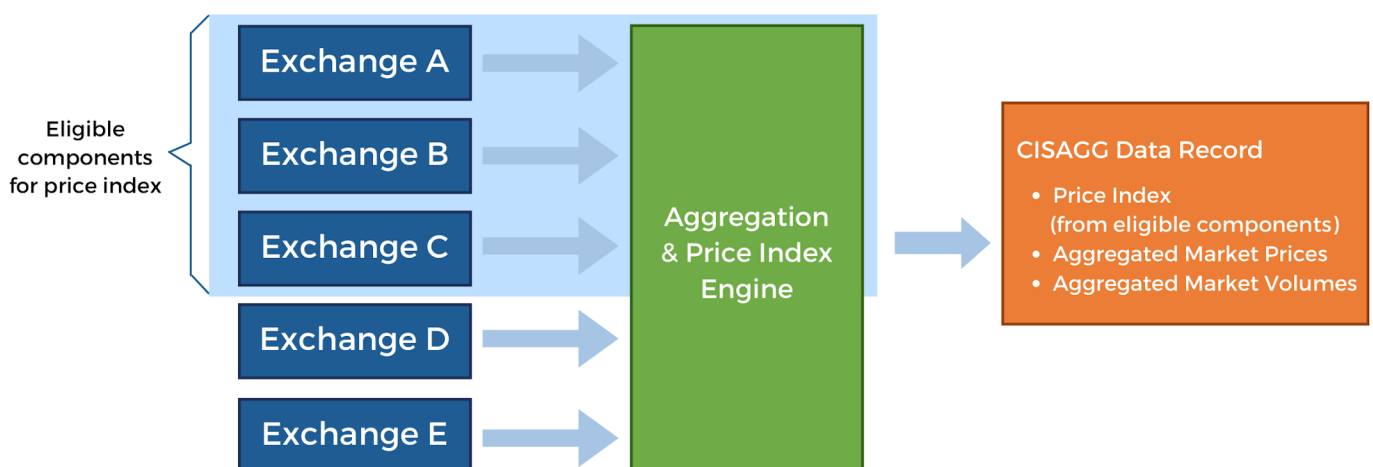 Eligible
components
for price index
Exchange A
Exchange B
Exchange C
Exchange D
Exchange E
Aggregation
& Price Index
Engine
CISAGG Data Record
• Price Index
(from eligible components)
• Aggregated Market Prices
• Aggregated Market Volumes